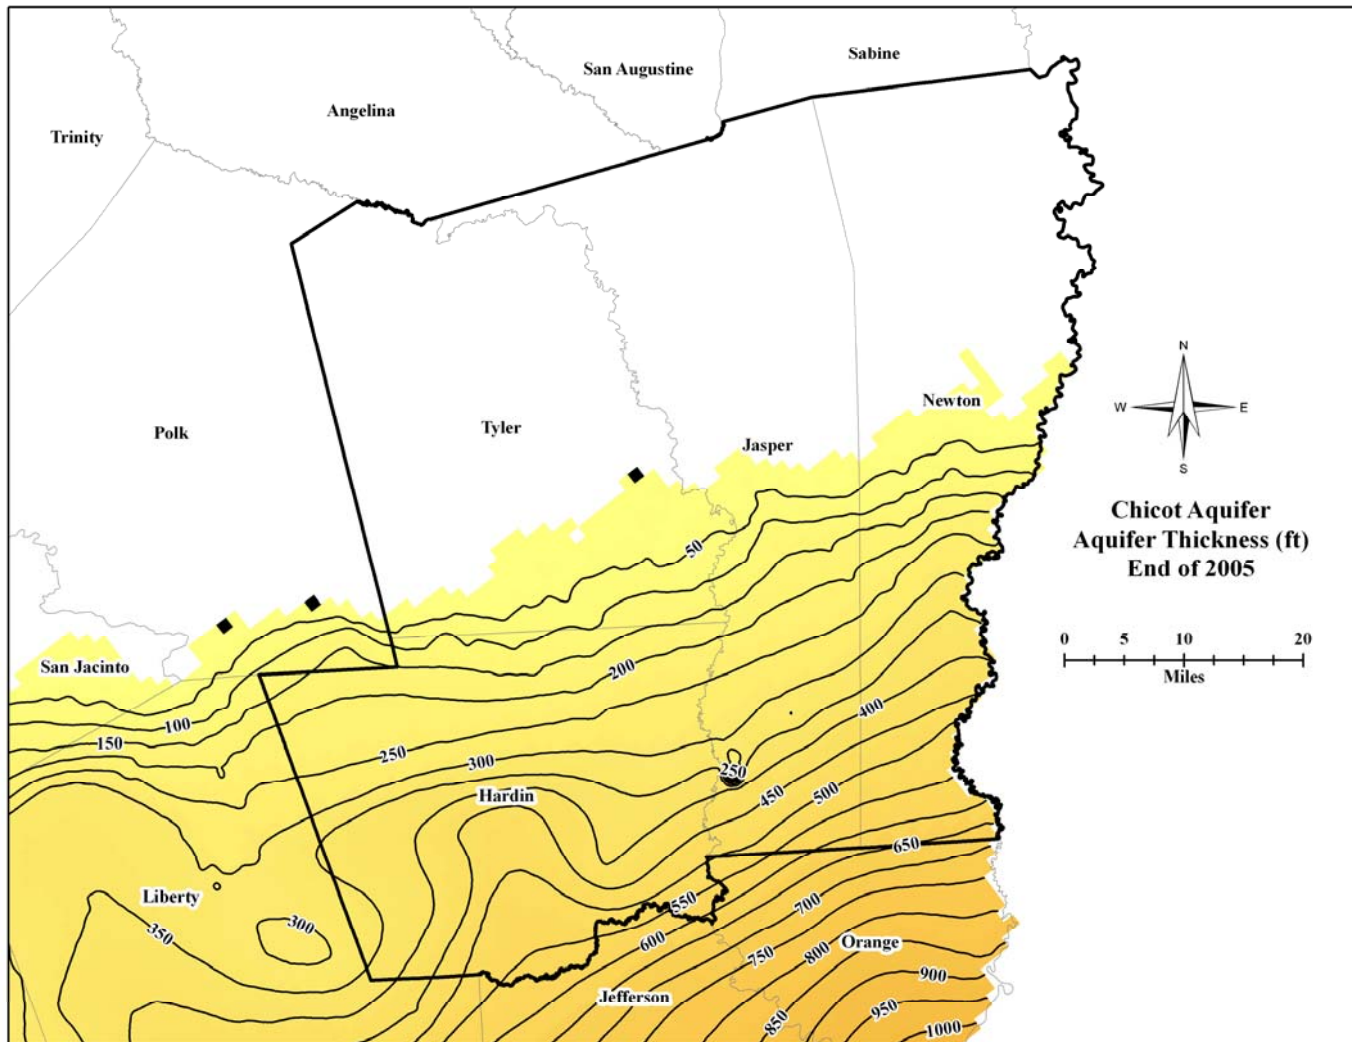 Sabine
San Augustine
Angelina
Trinity
N
W
E
S
Newton
Tyler
Polk
Jasper
Chicot Aquifer
Aquifer Thickness (ft)
End of 2005
50
0 5 10 20
Miles
San Jacinto
200
400
100
150
250
300
250
450
500
Hardin
650
Liberty
550
700
350
300
600
750
800
Orange
900
Jefferson
850
950
1000